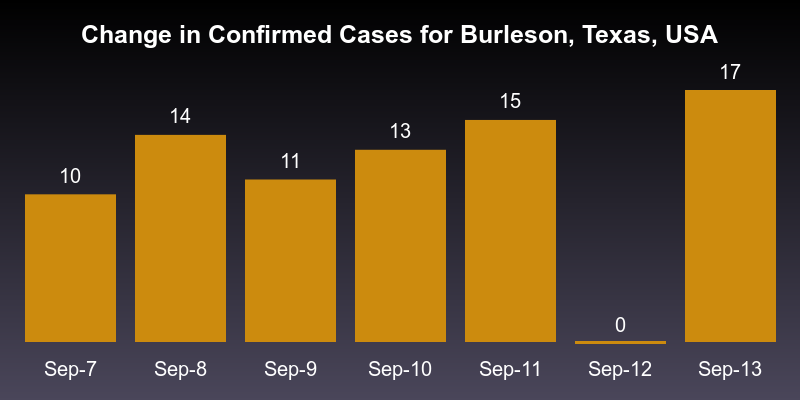 Change in Confirmed Cases for Burleson, Texas, USA
10
14
11
13
15
0
17
Sep-7
Sep-8
Sep-9
Sep-10
Sep-11
Sep-12
Sep-13